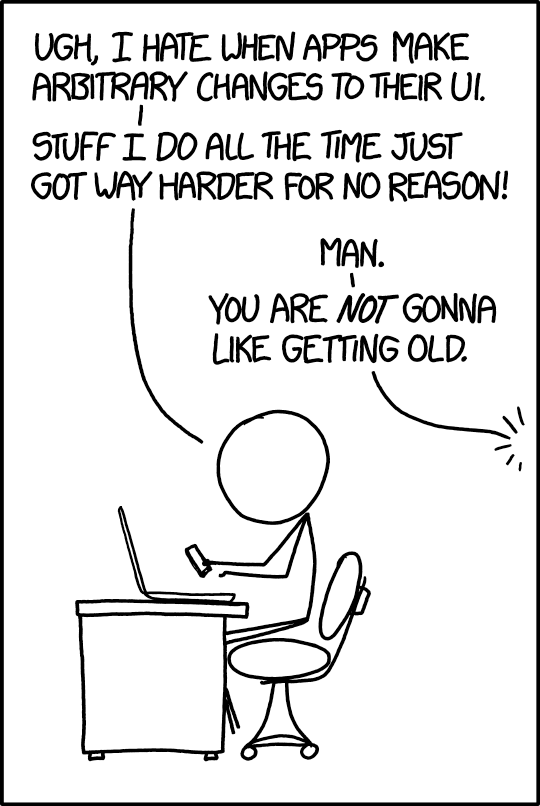 UGH, I HATE WHEN APPS MAKE
ARBITRARY CHANGES TO THEIR UI.
STUFF I DO ALL THE TIME JUST
GOT WAY HARDER FOR NO REASON!
MAN.
YOU ARE NOT GONNA
LIKE GETTING OLD.